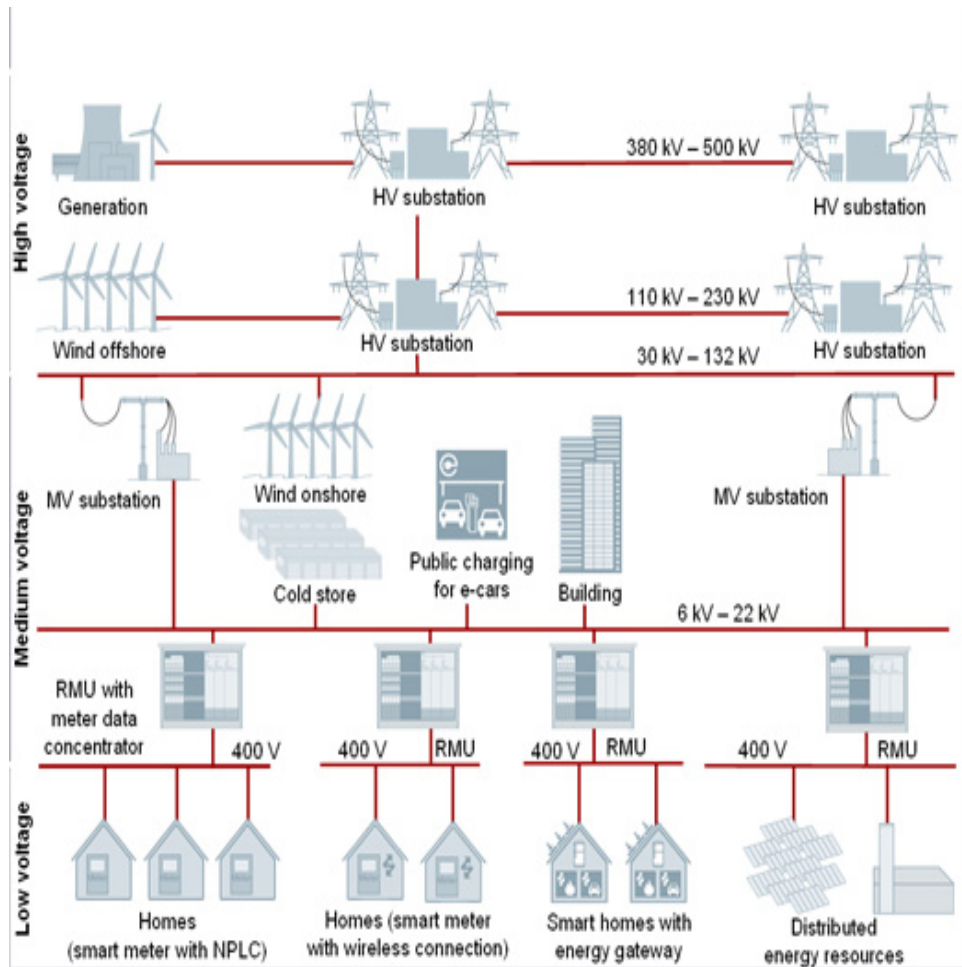 High voltage
Generation
HV substation
380 kV – 500 kV
HV substation
Wind offshore
HV substation
110 kV – 230 kV
HV substation
30 kV – 132 kV
Medium voltage
MV substation
Wind onshore
Cold store
Public charging
for e-cars
Building
MV substation
6 kV – 22 kV
RMU with
meter data
concentrator
400 V
400 V
RMU
400 V
RMU
400 V
RMU
Low voltage
Homes
(smart meter with NPLC)
Homes (smart meter
with wireless connection)
Smart homes with
energy gateway
Distributed
energy resources